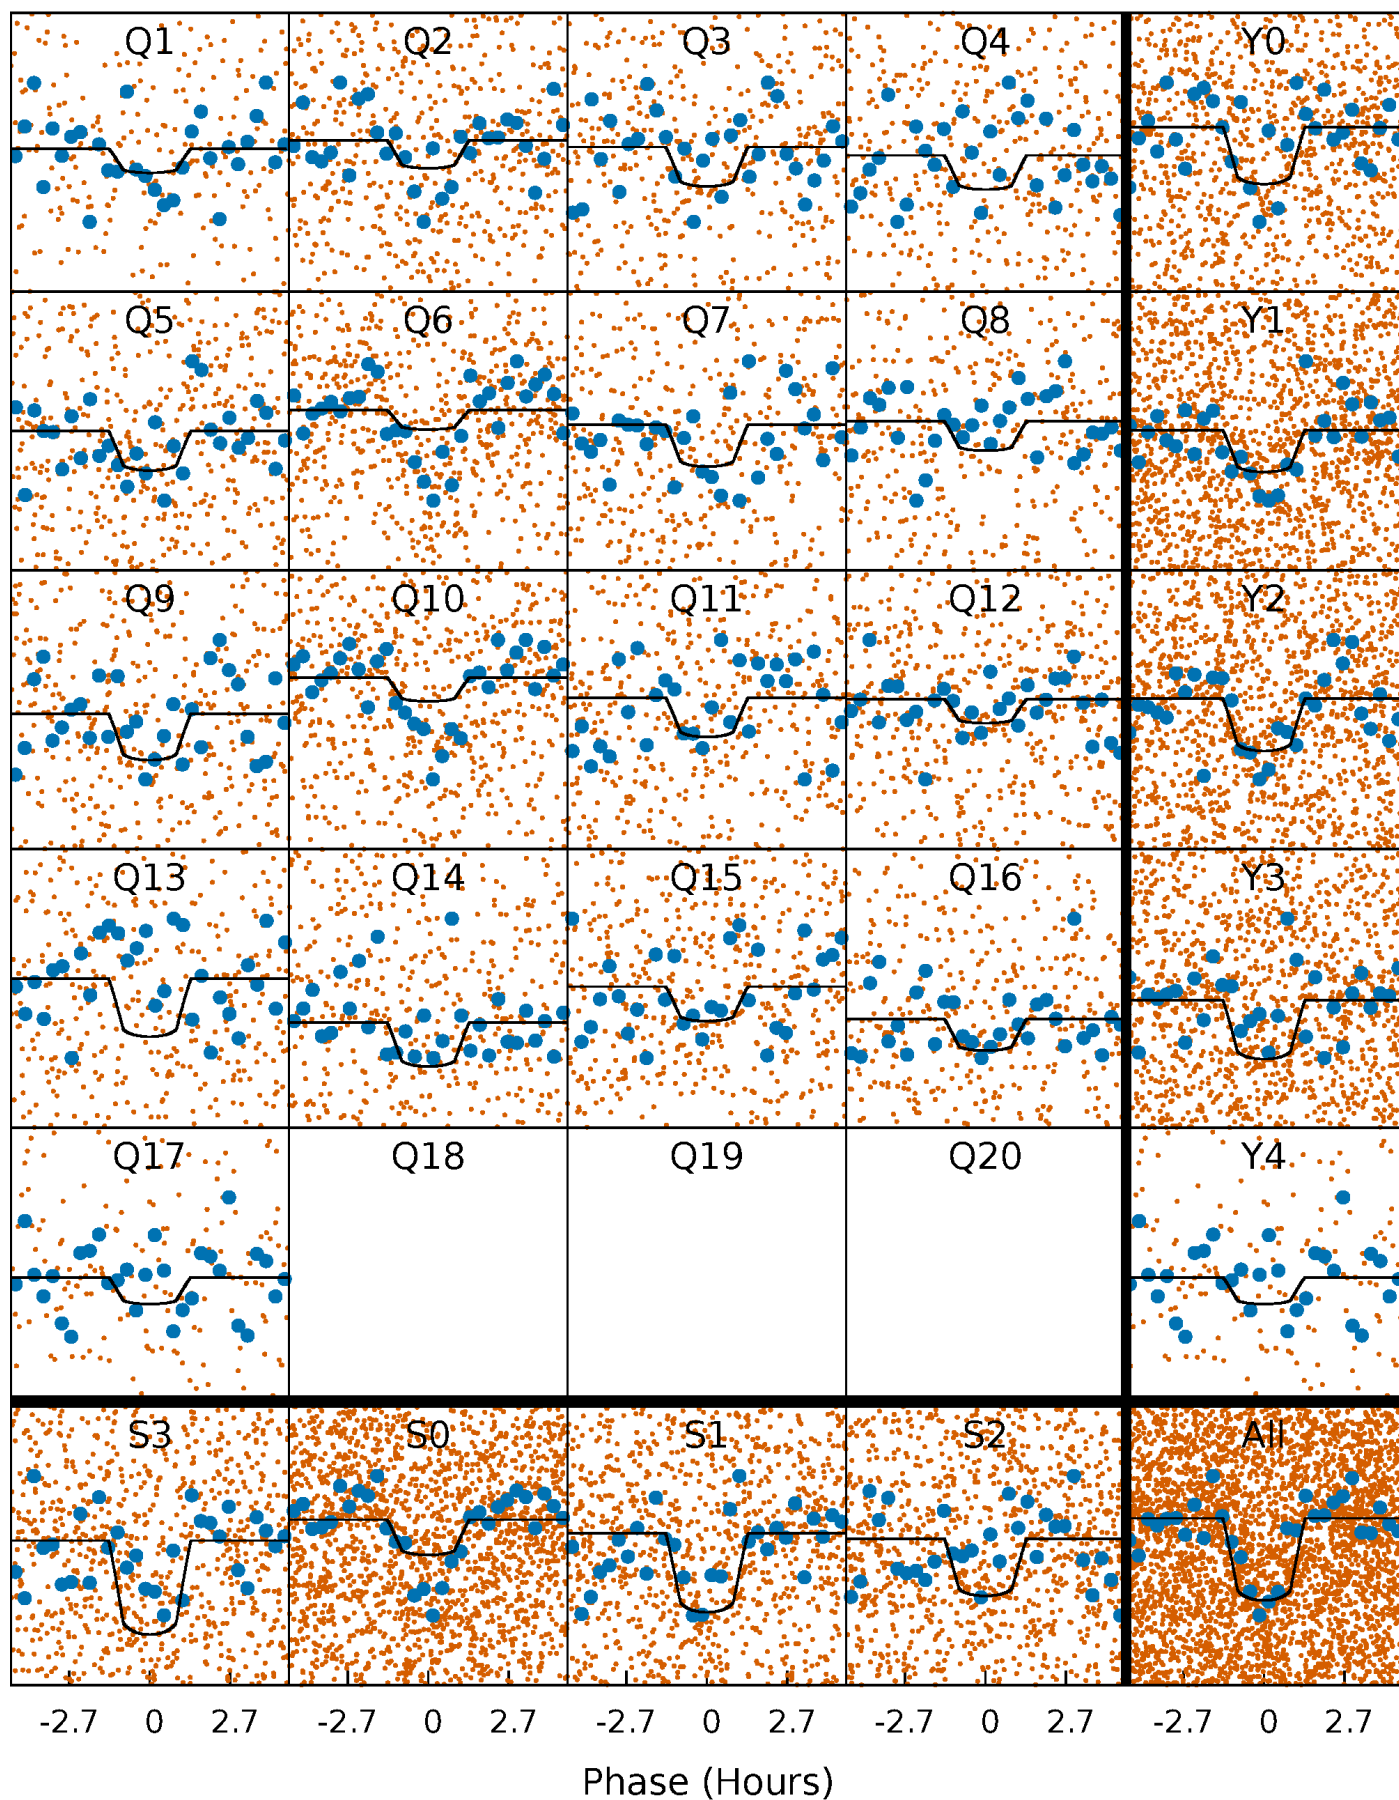 Q1 Q2 Q3 Q4 Y0
Q5 Q6 Q7 Q8 Y1
Q9 Q10 Q11 Q12 Y2
Q13 Q14 Q15 Q16 Y3
Q17 Q18 Q19 Q20 Y4
S3 S0 S1 S2 All
-2.7 0 2.7 -2.7 0 2.7 -2.7 0 2.7 -2.7 0 2.7 -2.7 0 2.7
Phase (Hours)